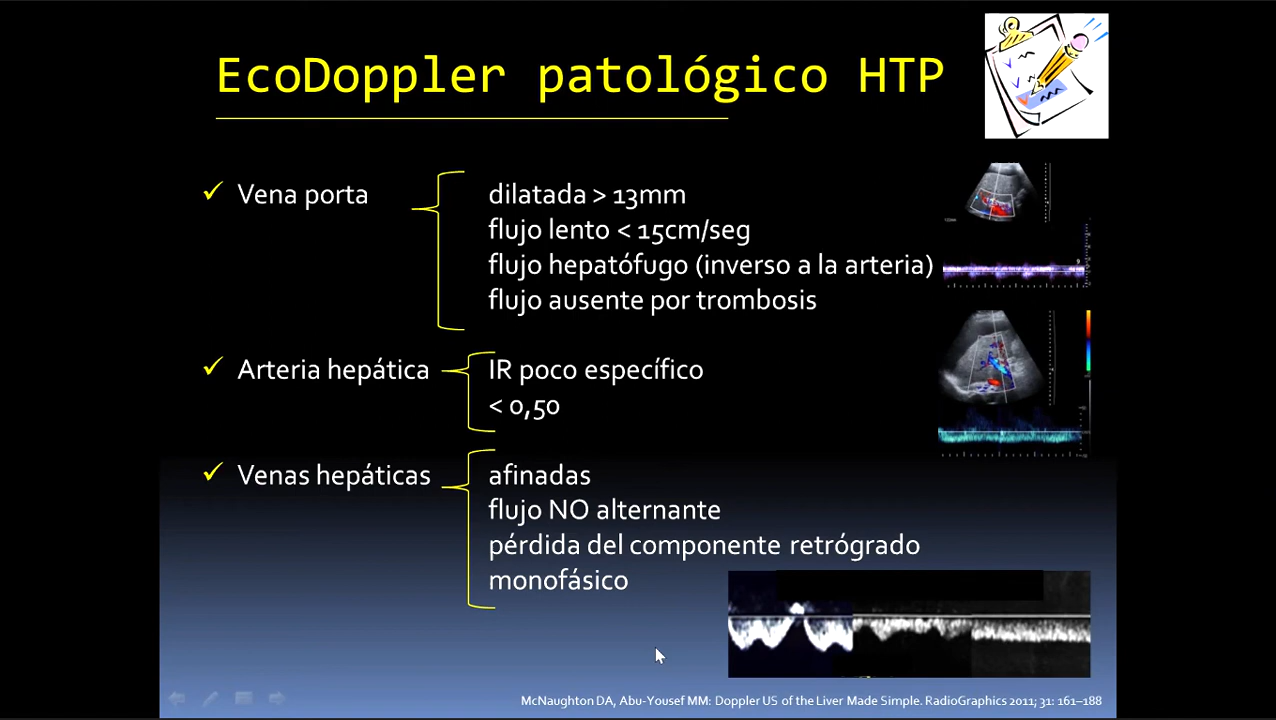 EcoDoppler patológico HTP
Vena porta
dilatada > 13mm
flujo lento < 15cm/seg
flujo hepatófugo (inverso a la arteria)
flujo ausente por trombosis
Arteria hepática
IR poco específico
< 0,50
Venas hepáticas
afinadas
flujo NO alternante
pérdida del componente retrógrado
monofásico
McNaughton DA, Abu-Yousef MM: Doppler US of the Liver Made Simple. RadioGraphics 2011; 31: 161–188